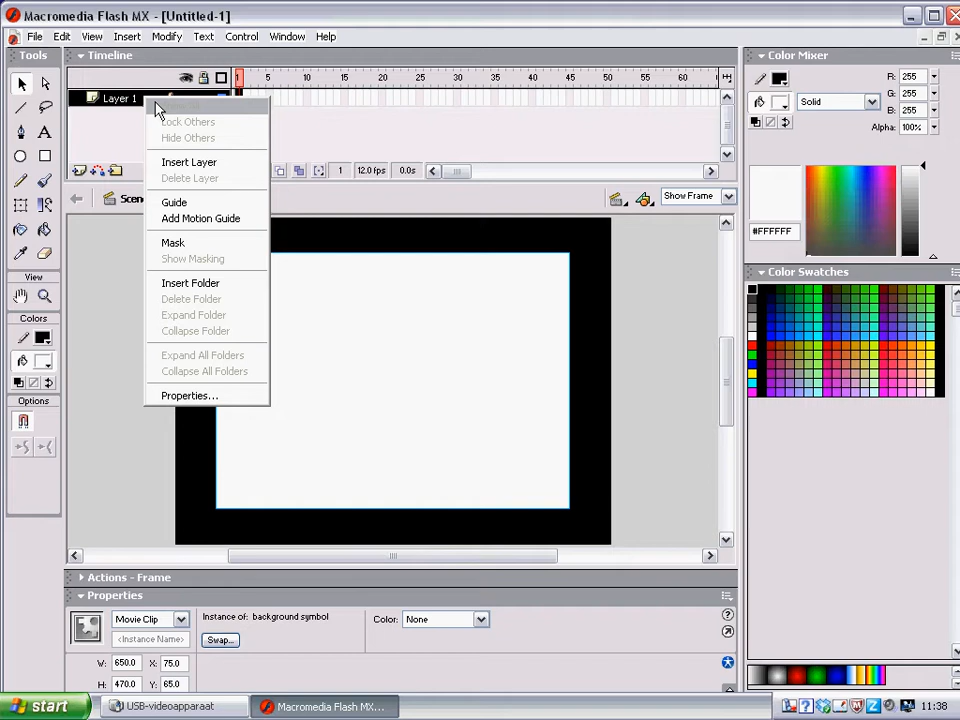 Macromedia Flash MX - [Untitled-1]
File Edit View Insert Modify Text Control Window Help
Tools
Timeline
Color Mixer
1 5 10 15 20 25 30 35 40 45 50 55 60
Layer 1
Lock Others
Hide Others
Insert Layer
Delete Layer
Guide
Add Motion Guide
Mask
Show Masking
Insert Folder
Delete Folder
Expand Folder
Collapse Folder
Expand All Folders
Collapse All Folders
Properties...
1 12.0 fps 0.0s
Show Frame
Solid
R: 255
G: 255
B: 255
Alpha: 100%
#FFFFFF
Color Swatches
View
Colors
Options
Actions - Frame
Properties
Movie Clip
<Instance Name>
Instance of: background symbol
Swap...
Color: None
W: 650.0 X: 75.0
H: 470.0 Y: 65.0
start
USB-videoapparaat
Macromedia Flash MX...
11:38